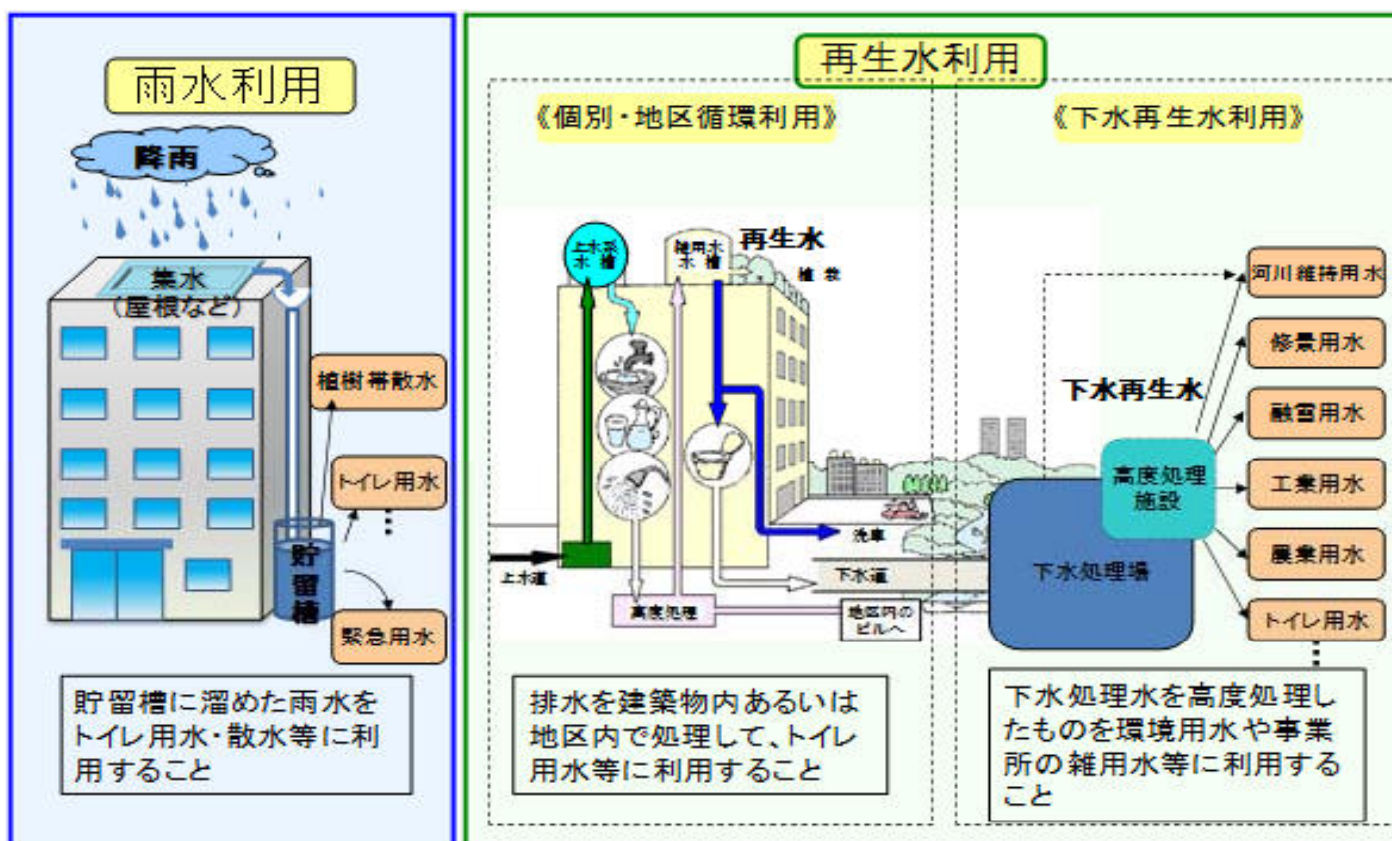 雨水利用
降雨
集水
(屋根など)
植樹帯散水
トイレ用水
貯留槽
緊急用水
貯留槽に溜めた雨水を
トイレ用水・散水等に利
用すること
再生水利用
《個別・地区循環利用》
上水系
水槽
雑用水
水槽
再生水
植栽
洗車
上水道
下水道
高度処理
地区内の
ビルへ
排水を建築物内あるいは
地区内で処理して、トイレ
用水等に利用すること
《下水再生水利用》
下水再生水
高度処理
施設
下水処理場
河川維持用水
修景用水
融雪用水
工業用水
農業用水
トイレ用水
下水処理水を高度処理し
たものを環境用水や事業
所の雑用水等に利用する
こと